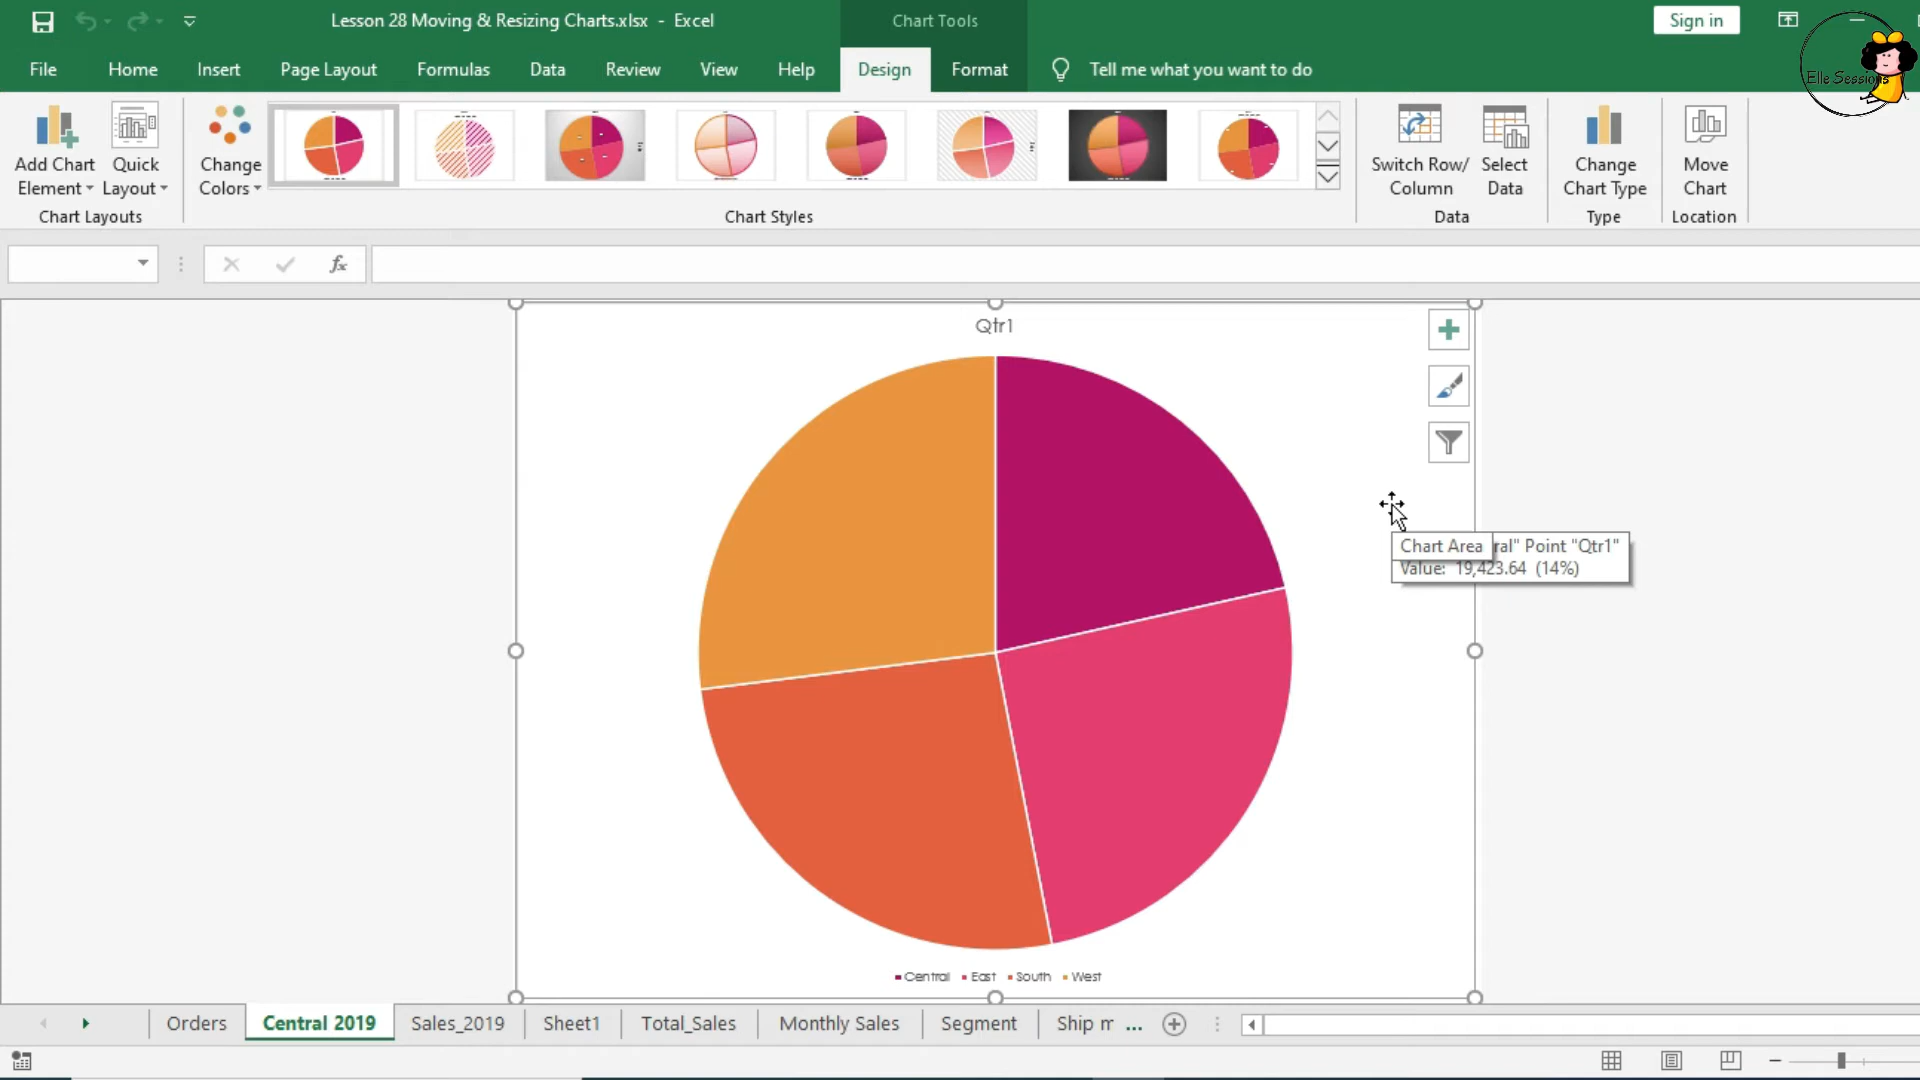 Lesson 28 Moving & Resizing Charts.xlsx - Excel
Chart Tools
Sign in
File Home Insert Page Layout Formulas Data Review View Help Design Format Tell me what you want to do
Elle Sessions
Add Chart Element
Quick Layout
Change Colors
Switch Row/ Column
Select Data
Change Chart Type
Move Chart
Chart Layouts
Chart Styles
Data
Type
Location
fx
Qtr1
Chart Area ral" Point "Qtr1"
Value: 19,423.64 (14%)
Central East South West
Orders Central 2019 Sales_2019 Sheet1 Total_Sales Monthly Sales Segment Ship m ...